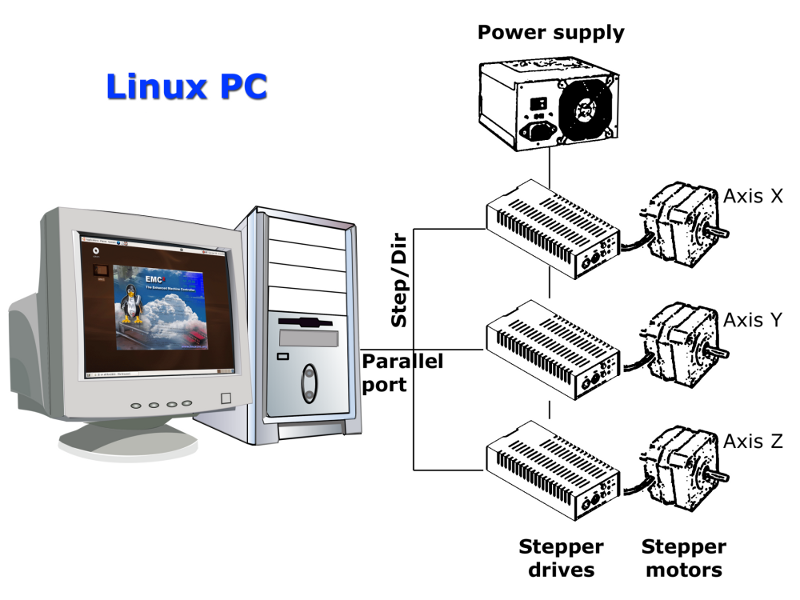 Power supply
Linux PC
Axis X
Step/Dir
EMC2
The Enhanced Machine Controller
Axis Y
Parallel
port
Axis Z
Stepper
drives
Stepper
motors